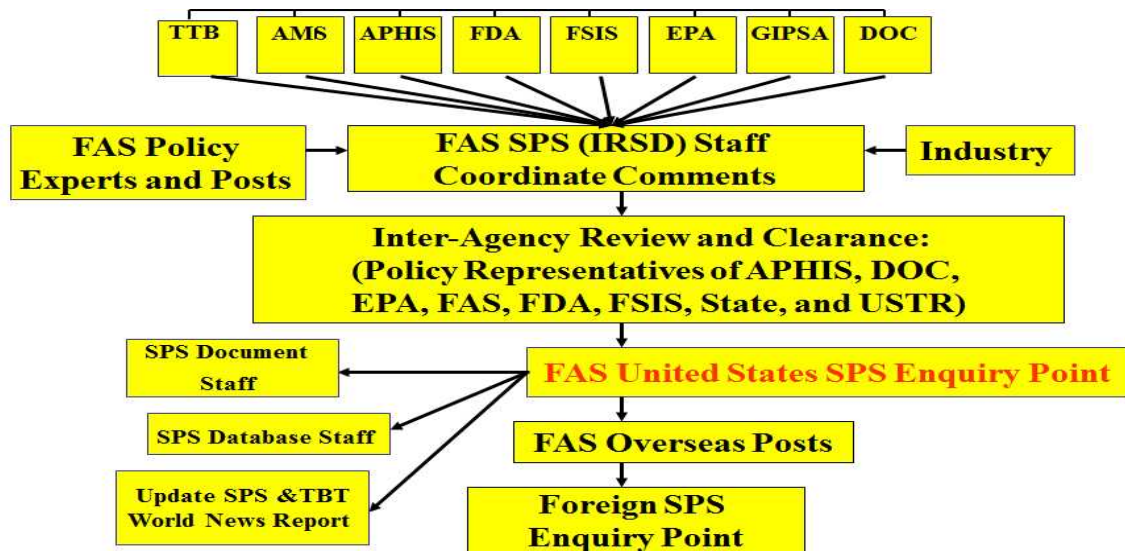 TTB
AMS
APHIS
FDA
FSIS
EPA
GIPSA
DOC
FAS Policy
Experts and Posts
FAS SPS (IRSD) Staff
Coordinate Comments
Industry
Inter-Agency Review and Clearance:
(Policy Representatives of APHIS, DOC,
EPA, FAS, FDA, FSIS, State, and USTR)
SPS Document
Staff
FAS United States SPS Enquiry Point
SPS Database Staff
FAS Overseas Posts
Update SPS &TBT
World News Report
Foreign SPS
Enquiry Point